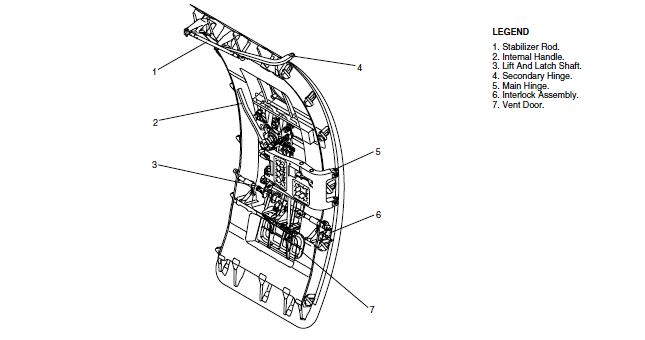 LEGEND
1. Stabilizer Rod.
2. Internal Handle.
3. Lift And Latch Shaft.
4. Secondary Hinge.
5. Main Hinge.
6. Interlock Assembly.
7. Vent Door.
1
4
2
5
3
6
7